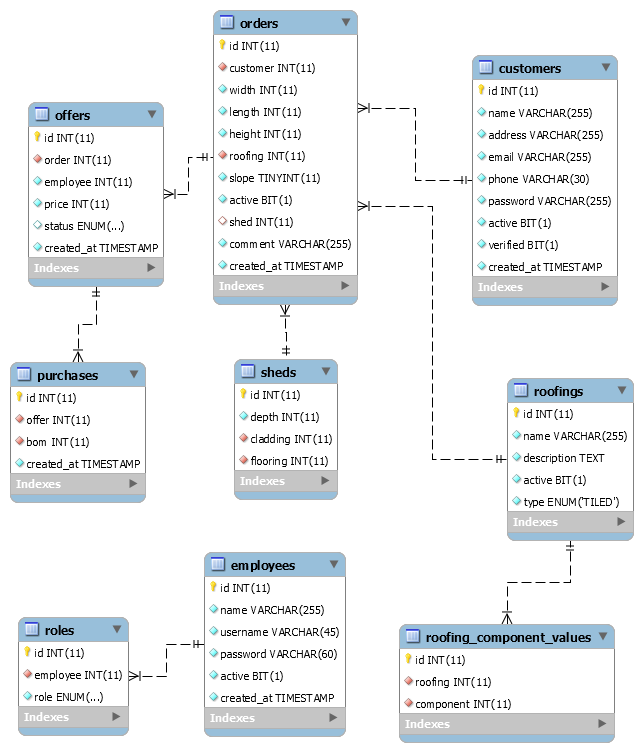 orders
id INT(11)
customer INT(11)
width INT(11)
length INT(11)
height INT(11)
roofing INT(11)
slope TINYINT(11)
active BIT(1)
shed INT(11)
comment VARCHAR(255)
created_at TIMESTAMP
Indexes
customers
id INT(11)
name VARCHAR(255)
address VARCHAR(255)
email VARCHAR(255)
phone VARCHAR(30)
password VARCHAR(255)
active BIT(1)
verified BIT(1)
created_at TIMESTAMP
Indexes
offers
id INT(11)
order INT(11)
employee INT(11)
price INT(11)
status ENUM(...)
created_at TIMESTAMP
Indexes
purchases
id INT(11)
offer INT(11)
bom INT(11)
created_at TIMESTAMP
Indexes
sheds
id INT(11)
depth INT(11)
cladding INT(11)
flooring INT(11)
Indexes
roofings
id INT(11)
name VARCHAR(255)
description TEXT
active BIT(1)
type ENUM('TILED')
Indexes
employees
id INT(11)
name VARCHAR(255)
username VARCHAR(45)
password VARCHAR(60)
active BIT(1)
created_at TIMESTAMP
Indexes
roles
id INT(11)
employee INT(11)
role ENUM(...)
Indexes
roofing_component_values
id INT(11)
roofing INT(11)
component INT(11)
Indexes